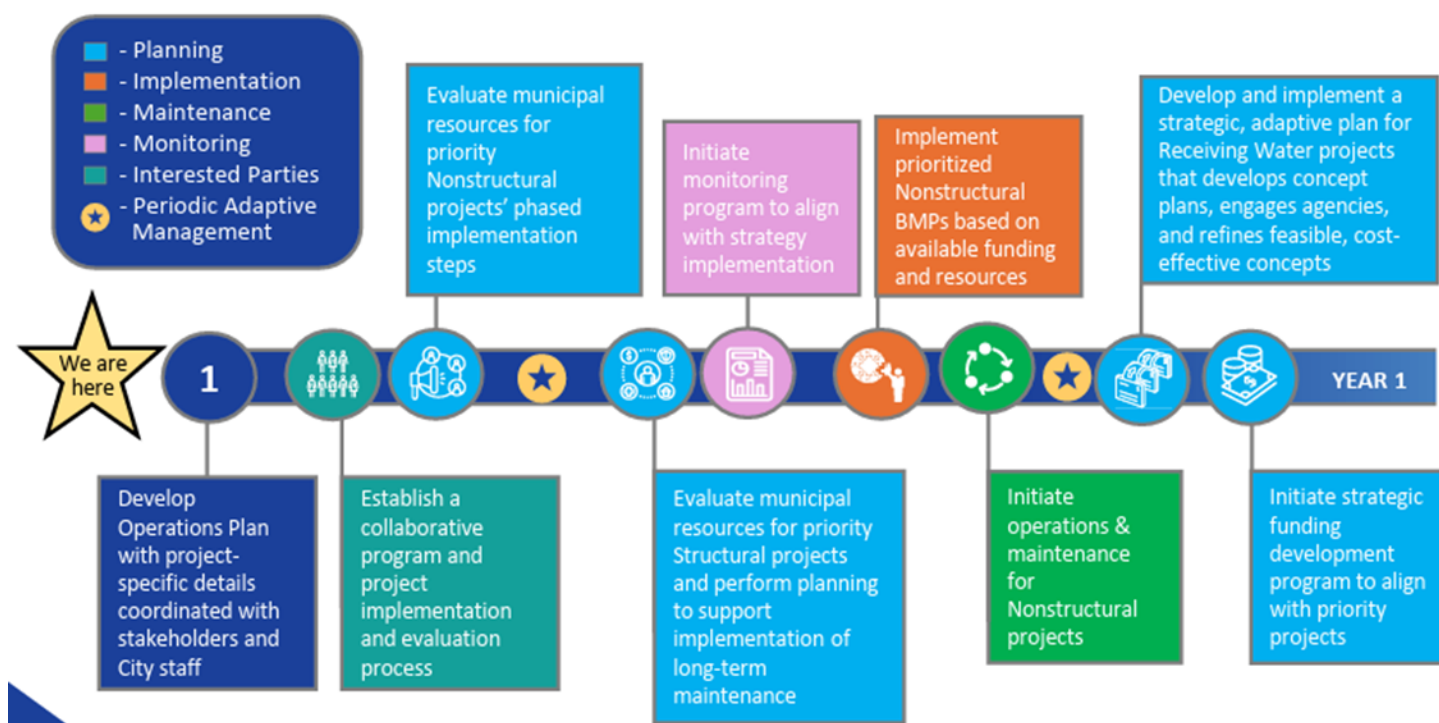 - Planning
- Implementation
- Maintenance
- Monitoring
- Interested Parties
- Periodic Adaptive
Management
Evaluate municipal
resources for
priority
Nonstructural
projects' phased
implementation
steps
Initiate
monitoring
program to align
with strategy
implementation
Implement
prioritized
Nonstructural
BMPs based on
available funding
and resources
Develop and implement a
strategic, adaptive plan for
Receiving Water projects
that develops concept
plans, engages agencies,
and refines feasible, cost-
effective concepts
We are
here
1
YEAR 1
Develop
Operations Plan
with project-
specific details
coordinated with
stakeholders and
City staff
Establish a
collaborative
program and
project
implementation
and evaluation
process
Evaluate municipal
resources for priority
Structural projects
and perform planning
to support
implementation of
long-term
maintenance
Initiate
operations &
maintenance
for
Nonstructural
projects
Initiate strategic
funding
development
program to align
with priority
projects